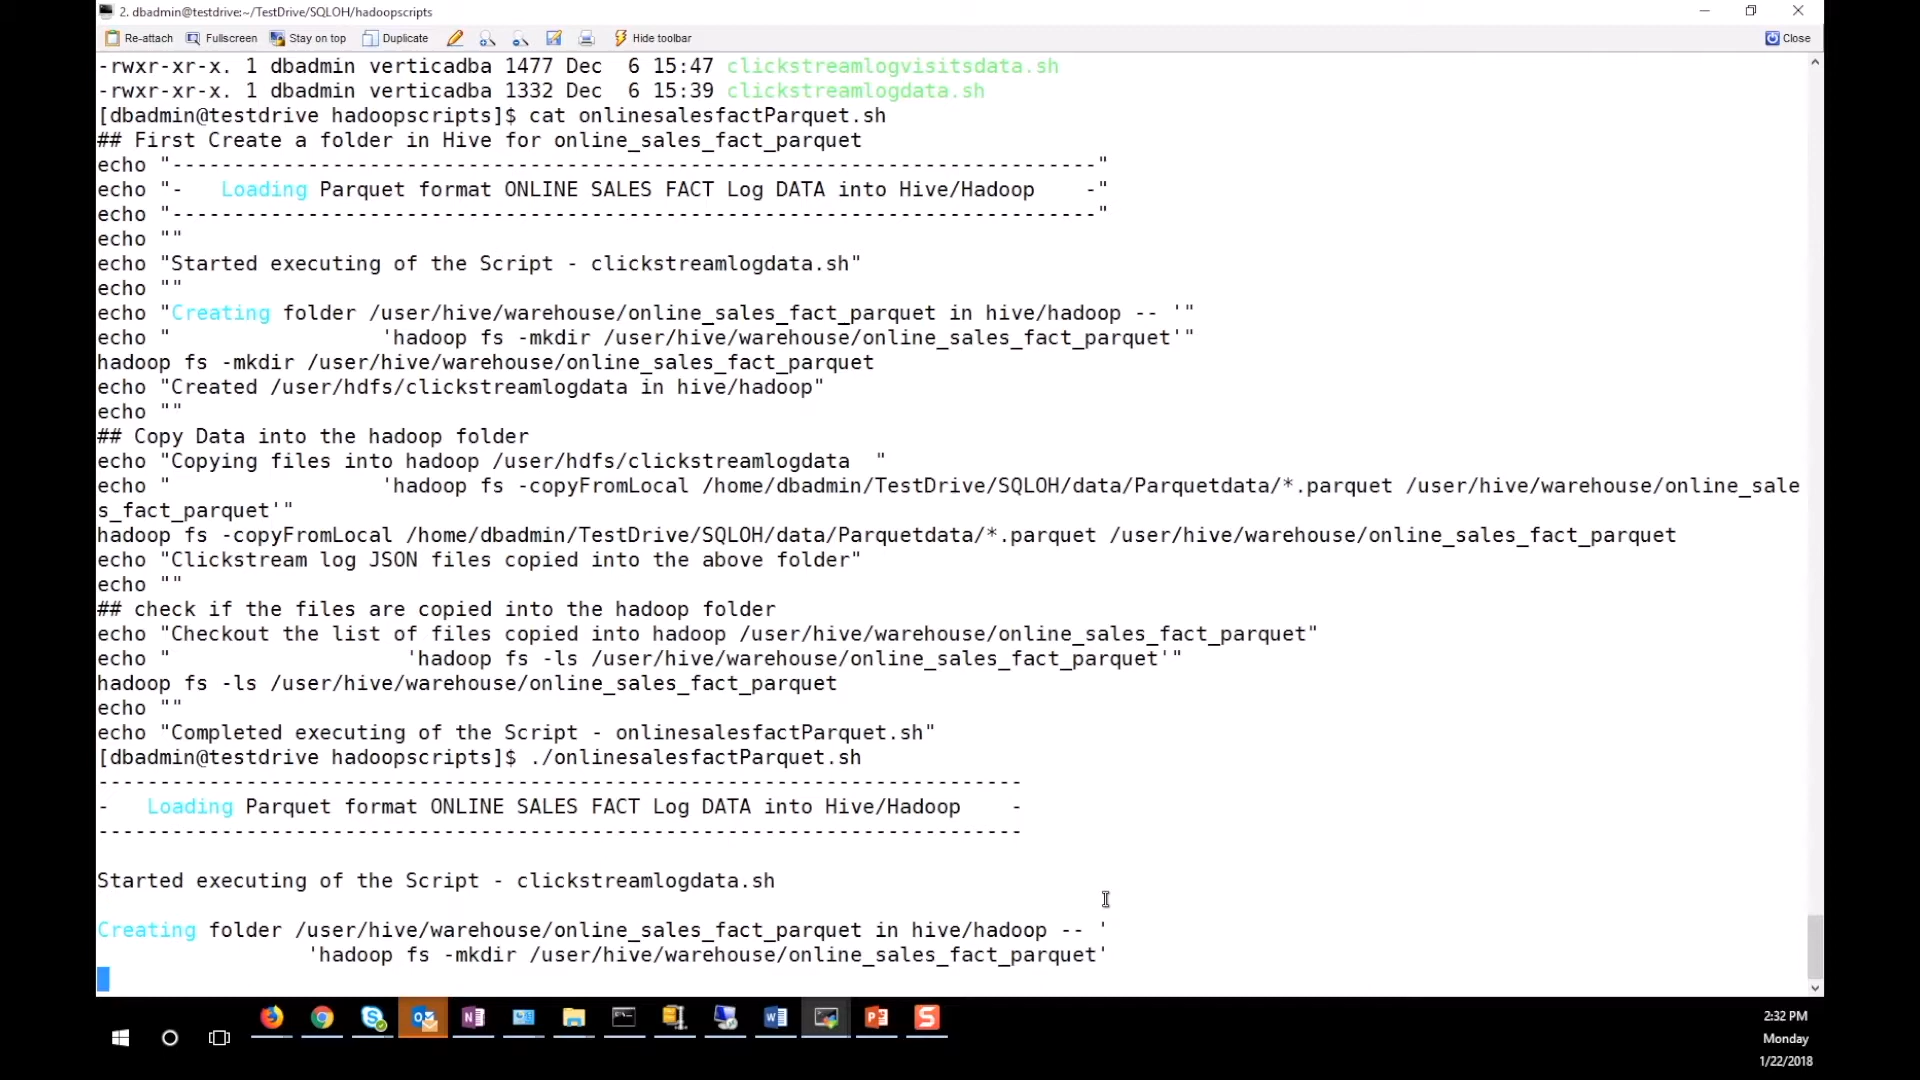 2. dbadmin@testdrive:~/TestDrive/SQLOH/hadoopscripts
Re-attach Fullscreen Stay on top Duplicate Hide toolbar Close
-rwxr-xr-x. 1 dbadmin verticadba 1477 Dec  6 15:47 clickstreamlogvisitsdata.sh
-rwxr-xr-x. 1 dbadmin verticadba 1332 Dec  6 15:39 clickstreamlogdata.sh
[dbadmin@testdrive hadoopscripts]$ cat onlinesalesfactParquet.sh
## First Create a folder in Hive for online_sales_fact_parquet
echo "---------------------------------------------------------------------------"
echo "-   Loading Parquet format ONLINE SALES FACT Log DATA into Hive/Hadoop    -"
echo "---------------------------------------------------------------------------"
echo ""
echo "Started executing of the Script - clickstreamlogdata.sh"
echo ""
echo "Creating folder /user/hive/warehouse/online_sales_fact_parquet in hive/hadoop -- '"
echo "                 'hadoop fs -mkdir /user/hive/warehouse/online_sales_fact_parquet'"
hadoop fs -mkdir /user/hive/warehouse/online_sales_fact_parquet
echo "Created /user/hdfs/clickstreamlogdata in hive/hadoop"
echo ""
## Copy Data into the hadoop folder
echo "Copying files into hadoop /user/hdfs/clickstreamlogdata  "
echo "                 'hadoop fs -copyFromLocal /home/dbadmin/TestDrive/SQLOH/data/Parquetdata/*.parquet /user/hive/warehouse/online_sale
s_fact_parquet'"
hadoop fs -copyFromLocal /home/dbadmin/TestDrive/SQLOH/data/Parquetdata/*.parquet /user/hive/warehouse/online_sales_fact_parquet
echo "Clickstream log JSON files copied into the above folder"
echo ""
## check if the files are copied into the hadoop folder
echo "Checkout the list of files copied into hadoop /user/hive/warehouse/online_sales_fact_parquet"
echo "                   'hadoop fs -ls /user/hive/warehouse/online_sales_fact_parquet'"
hadoop fs -ls /user/hive/warehouse/online_sales_fact_parquet
echo ""
echo "Completed executing of the Script - onlinesalesfactParquet.sh"
[dbadmin@testdrive hadoopscripts]$ ./onlinesalesfactParquet.sh
---------------------------------------------------------------------------
-   Loading Parquet format ONLINE SALES FACT Log DATA into Hive/Hadoop    -
---------------------------------------------------------------------------
Started executing of the Script - clickstreamlogdata.sh
Creating folder /user/hive/warehouse/online_sales_fact_parquet in hive/hadoop -- '
                 'hadoop fs -mkdir /user/hive/warehouse/online_sales_fact_parquet'
2:32 PM
Monday
1/22/2018